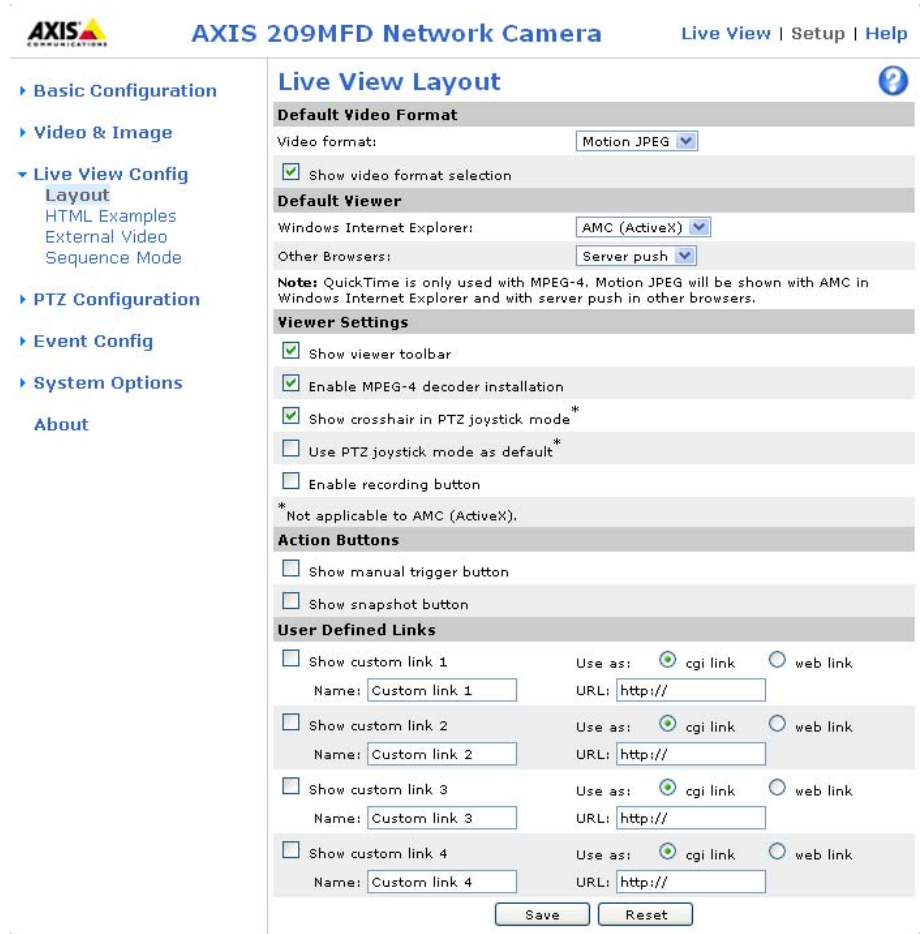 AXIS
COMMUNICATIONS
AXIS 209MFD Network Camera
Live View | Setup | Help
Basic Configuration
Video & Image
Live View Config
Layout
HTML Examples
External Video
Sequence Mode
PTZ Configuration
Event Config
System Options
About
Live View Layout
?
Default Video Format
Video format: Motion JPEG
Show video format selection
Default Viewer
Windows Internet Explorer: AMC (ActiveX)
Other Browsers: Server push
Note: QuickTime is only used with MPEG-4. Motion JPEG will be shown with AMC in
Windows Internet Explorer and with server push in other browsers.
Viewer Settings
Show viewer toolbar
Enable MPEG-4 decoder installation
Show crosshair in PTZ joystick mode*
Use PTZ joystick mode as default*
Enable recording button
*Not applicable to AMC (ActiveX).
Action Buttons
Show manual trigger button
Show snapshot button
User Defined Links
Show custom link 1 Use as: cgi link web link
Name: Custom link 1 URL: http://
Show custom link 2 Use as: cgi link web link
Name: Custom link 2 URL: http://
Show custom link 3 Use as: cgi link web link
Name: Custom link 3 URL: http://
Show custom link 4 Use as: cgi link web link
Name: Custom link 4 URL: http://
Save Reset